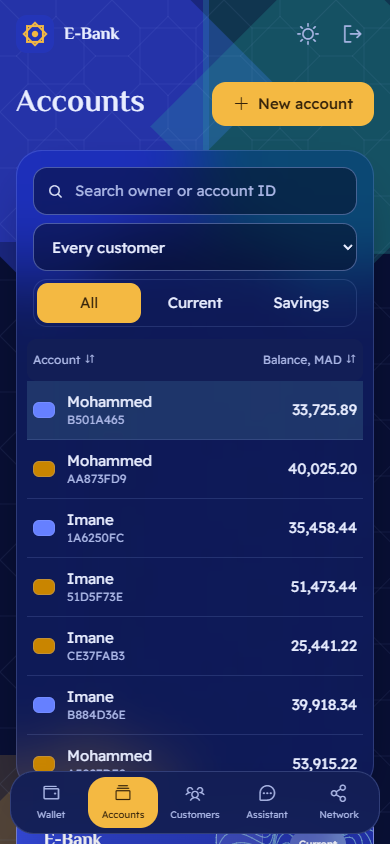 E-Bank
Accounts
New account
Search owner or account ID
Every customer
All Current Savings
Account Balance, MAD
Mohammed 33,725.89
B501A465
Mohammed 40,025.20
AA873FD9
Imane 35,458.44
1A6250FC
Imane 51,473.44
51D5F73E
Imane 25,441.22
CE37FAB3
Imane 39,918.34
B884D36E
Mohammed 53,915.22
Wallet Accounts Customers Assistant Network
E-Bank
Current